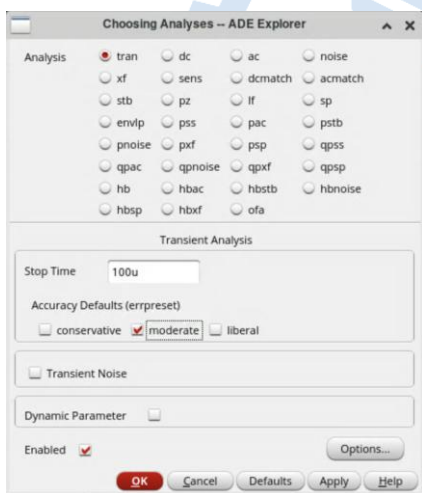 Choosing Analyses -- ADE Explorer
Analysis tran dc ac noise
xf sens dcmatch acmatch
stb pz lf sp
envlp pss pac pstb
pnoise pxf psp qpss
qpac qpnoise qpxf qpsp
hb hbac hbstb hbnoise
hbsp hbxf ofa
Transient Analysis
Stop Time 100u
Accuracy Defaults (errpreset)
conservative moderate liberal
Transient Noise
Dynamic Parameter
Enabled Options...
OK Cancel Defaults Apply Help